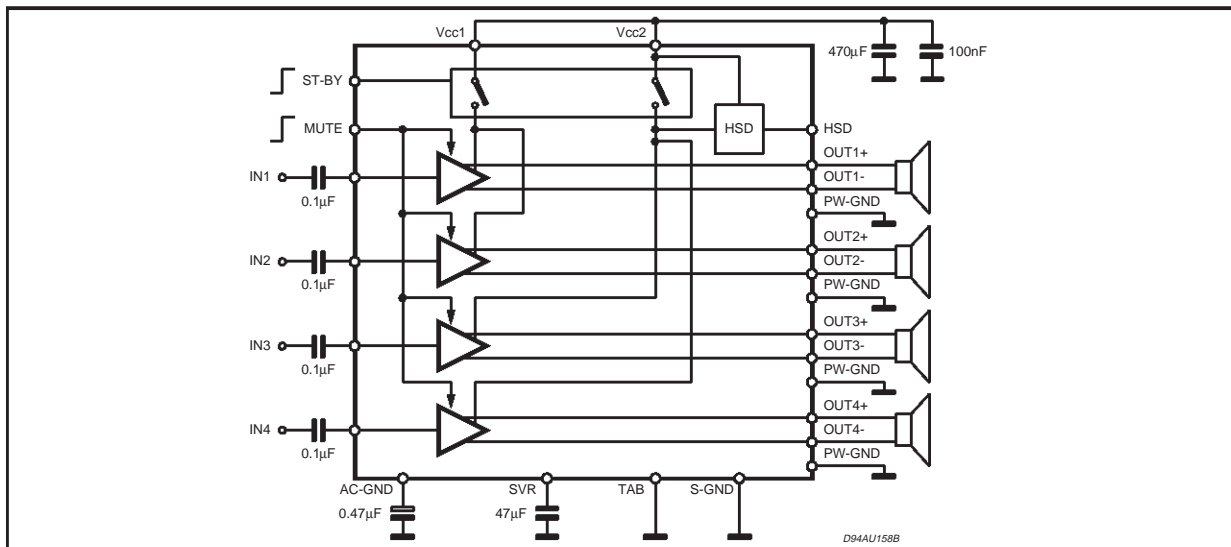 Vcc1
Vcc2
470μF
100nF
ST-BY
MUTE
HSD
HSD
OUT1+
OUT1-
IN1
0.1μF
PW-GND
OUT2+
OUT2-
IN2
0.1μF
PW-GND
OUT3+
OUT3-
IN3
0.1μF
PW-GND
OUT4+
OUT4-
IN4
0.1μF
PW-GND
AC-GND
SVR
TAB
S-GND
0.47μF
47μF
D94AU158B